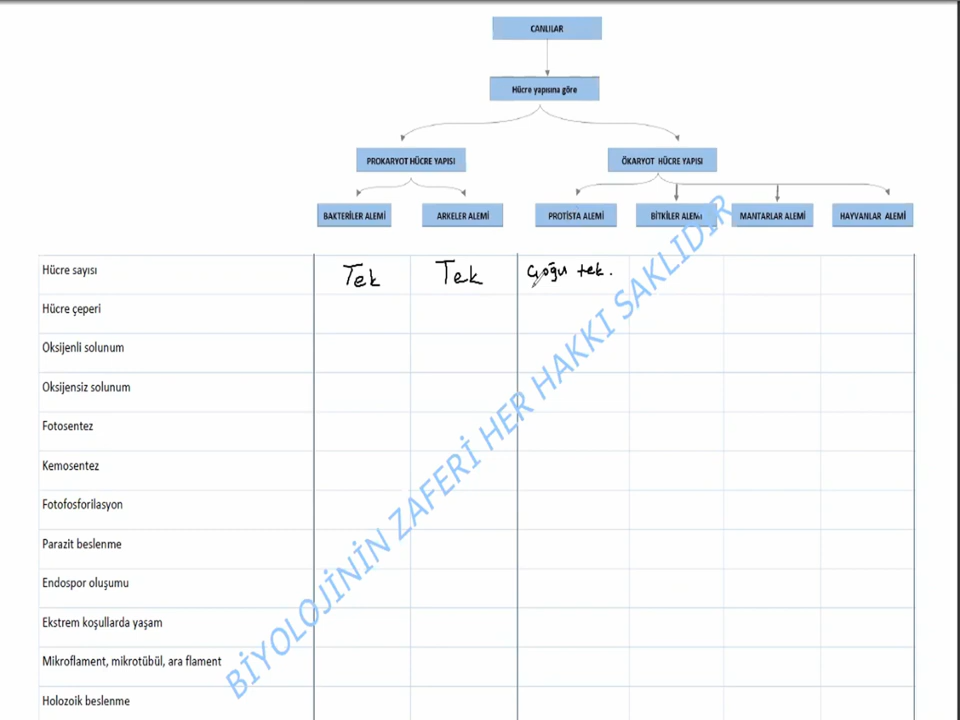 CANLILAR
Hücre yapısına göre
PROKARYOT HÜCRE YAPISI
ÖKARYOT HÜCRE YAPISI
BAKTERİLER ALEMİ
ARKELER ALEMİ
PROTİSTA ALEMİ
BİTKİLER ALEMİ
MANTARLAR ALEMİ
HAYVANLAR ALEMİ
Hücre sayısı
Tek
Tek
Çoğu tek.
Hücre çeperi
Oksijenli solunum
Oksijensiz solunum
Fotosentez
Kemosentez
Fotofosforilasyon
Parazit beslenme
Endospor oluşumu
Ekstrem koşullarda yaşam
Mikroflament, mikrotübül, ara flament
Holozoik beslenme
BİYOLOJİNİN ZAFERİ HER HAKKI SAKLIDIR